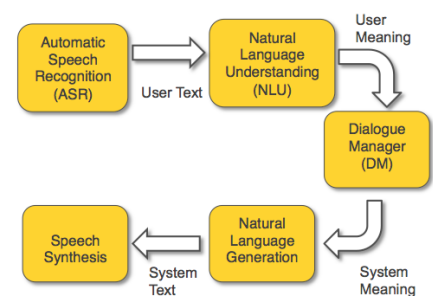 Automatic
Speech
Recognition
(ASR)
User Text
Natural
Language
Understanding
(NLU)
User
Meaning
Dialogue
Manager
(DM)
System
Meaning
Natural
Language
Generation
System
Text
Speech
Synthesis